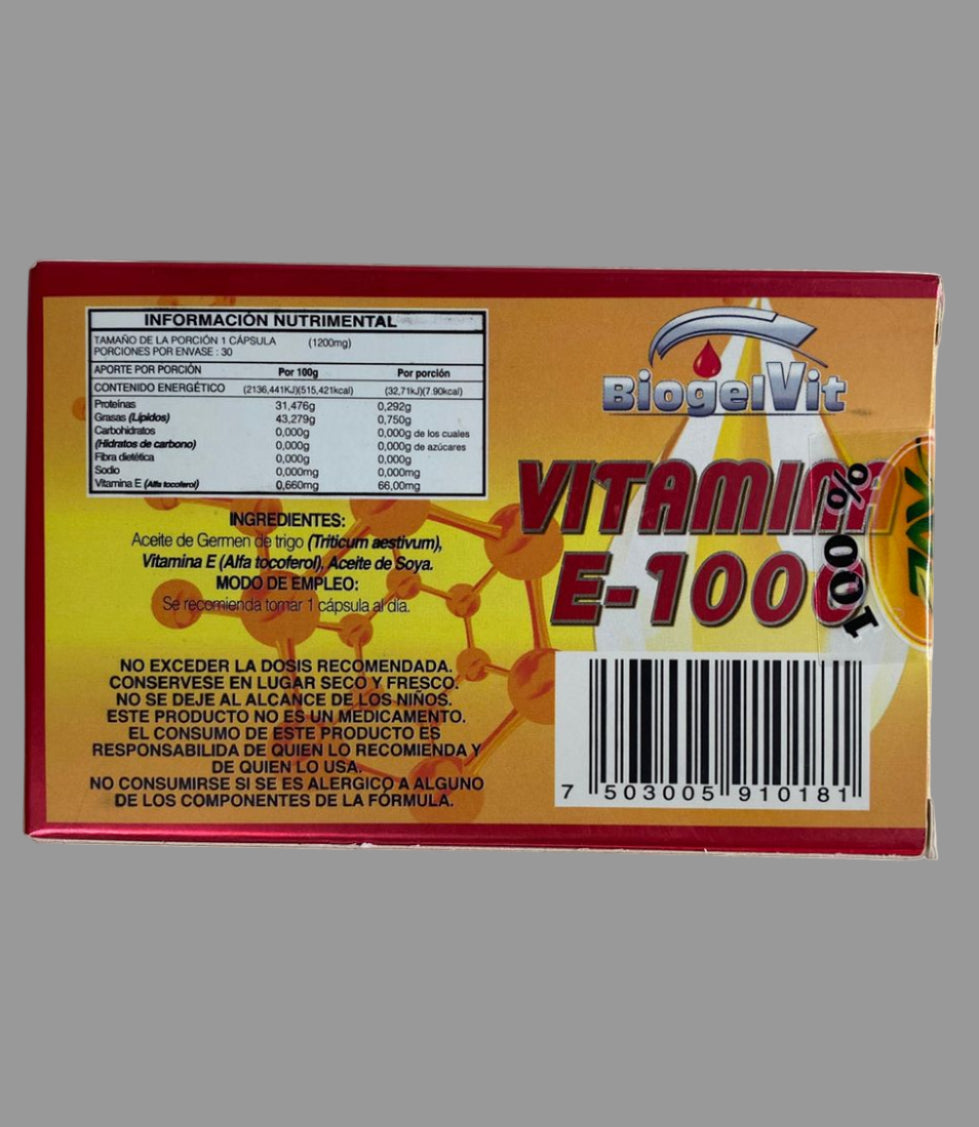 INFORMACIÓN NUTRIMENTAL
TAMAÑO DE LA PORCIÓN 1 CÁPSULA (1200mg)
PORCIONES POR ENVASE : 30
APORTE POR PORCIÓN Por 100g Por porción
CONTENIDO ENERGÉTICO (2136,441KJ)(515,421kcal) (32,71kJ)(7.90kcal)
Proteínas 31,476g 0,292g
Grasas (Lípidos) 43,279g 0,750g
Carbohidratos 0,000g 0,000g de los cuales
(Hidratos de carbono) 0,000g 0,000g de azúcares
Fibra dietética 0,000g 0,000g
Sodio 0,000mg 0,000mg
Vitamina E (Alfa tocoferol) 0,660mg 66,00mg
INGREDIENTES:
Aceite de Germen de trigo (Triticum aestivum),
Vitamina E (Alfa tocoferol), Aceite de Soya.
MODO DE EMPLEO:
Se recomienda tomar 1 cápsula al día.
NO EXCEDER LA DOSIS RECOMENDADA.
CONSERVESE EN LUGAR SECO Y FRESCO.
NO SE DEJE AL ALCANCE DE LOS NIÑOS.
ESTE PRODUCTO NO ES UN MEDICAMENTO.
EL CONSUMO DE ESTE PRODUCTO ES
RESPONSABILIDA DE QUIEN LO RECOMIENDA Y
DE QUIEN LO USA.
NO CONSUMIRSE SI SE ES ALERGICO A ALGUNO
DE LOS COMPONENTES DE LA FÓRMULA.
BiogelVit
VITAMINA
E-1000
100%
7 503005 910181